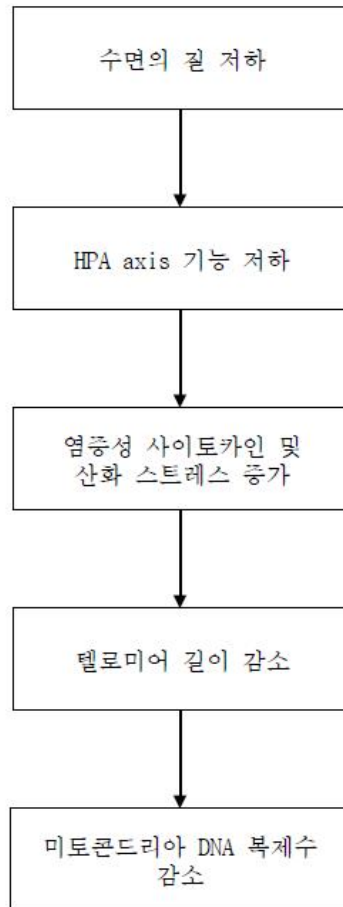 수면의 질 저하
HPA axis 기능 저하
염증성 사이토카인 및
산화 스트레스 증가
텔로미어 길이 감소
미토콘드리아 DNA 복제수
감소